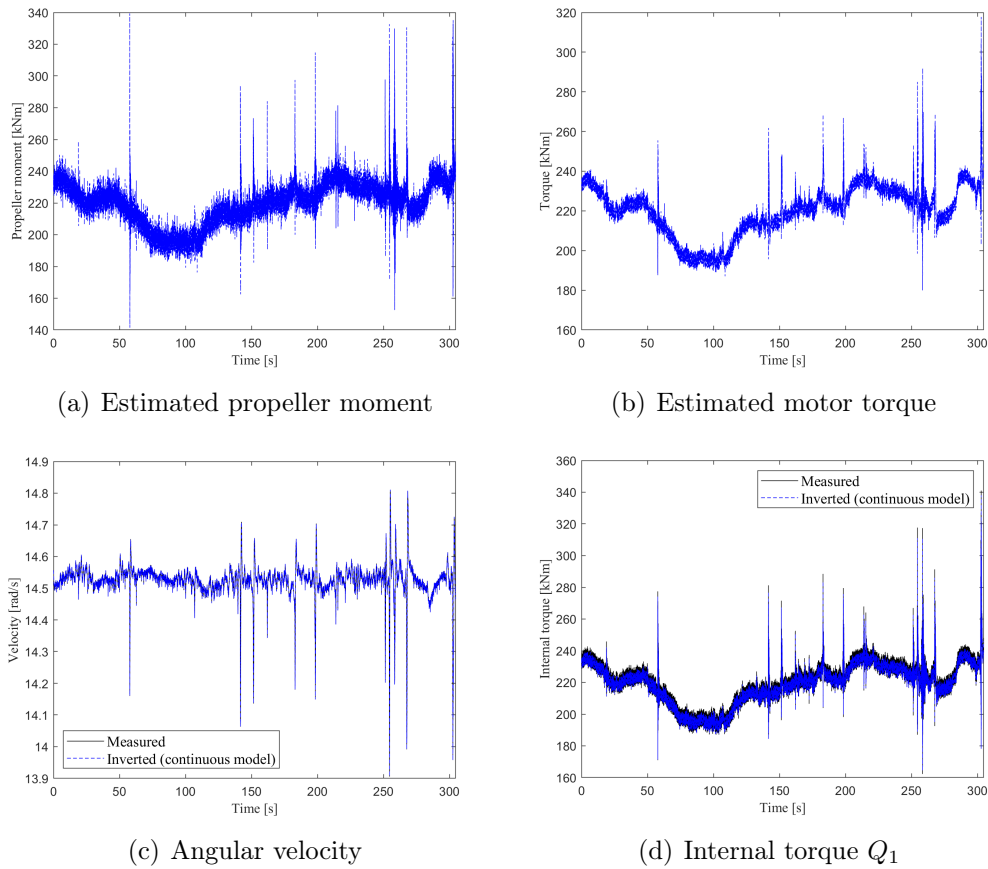 340
320
300
280
260
240
220
200
180
160
140
Propeller moment [kNm]
0 50 100 150 200 250 300
Time [s]
(a) Estimated propeller moment
320
300
280
260
240
220
200
180
160
Torque [kNm]
0 50 100 150 200 250 300
Time [s]
(b) Estimated motor torque
14.9
14.8
14.7
14.6
14.5
14.4
14.3
14.2
14.1
14
13.9
Velocity [rad/s]
Measured
Inverted (continuous model)
0 50 100 150 200 250 300
Time [s]
(c) Angular velocity
360
340
320
300
280
260
240
220
200
180
160
Internal torque [kNm]
Measured
Inverted (continuous model)
0 50 100 150 200 250 300
Time [s]
(d) Internal torque Q1